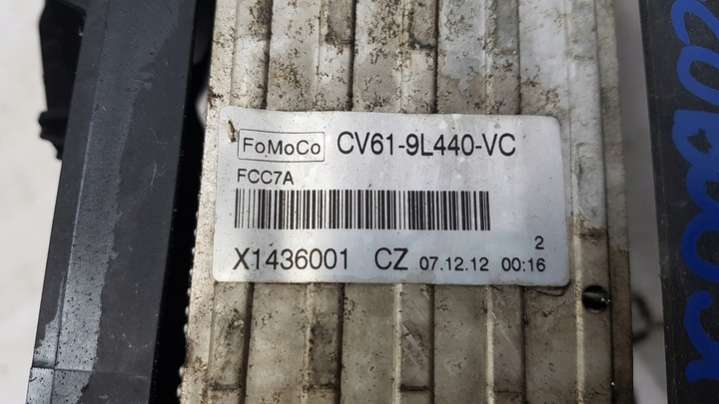 FoMoCo CV61-9L440-VC
FCC7A
2
X1436001 CZ 07.12.12 00:16